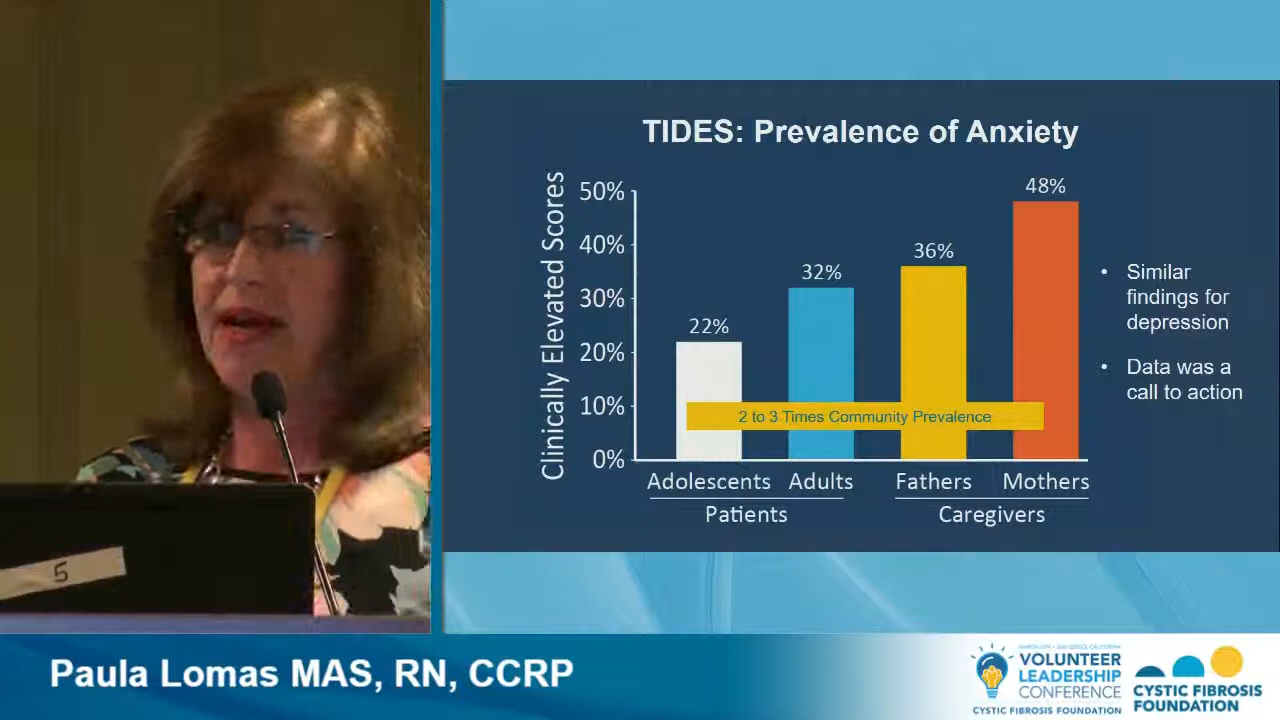 TIDES: Prevalence of Anxiety
Clinically Elevated Scores
50%
40%
30%
20%
10%
0%
22%
32%
36%
48%
2 to 3 Times Community Prevalence
Adolescents Adults Fathers Mothers
Patients Caregivers
• Similar
findings for
depression
• Data was a
call to action
5
Paula Lomas MAS, RN, CCRP
VOLUNTEER
LEADERSHIP
CONFERENCE
CYSTIC FIBROSIS FOUNDATION
CYSTIC FIBROSIS
FOUNDATION